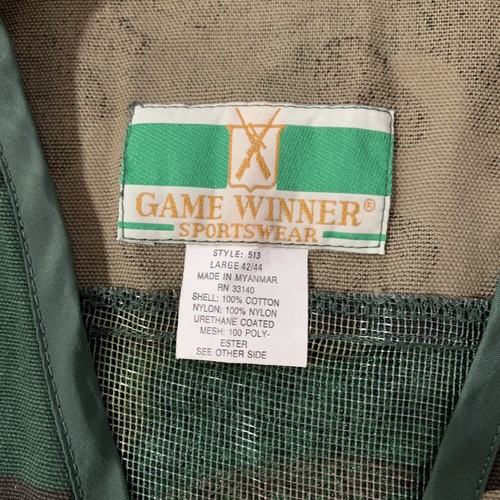 GAME WINNER®
SPORTSWEAR
STYLE: 513
LARGE 42/44
MADE IN MYANMAR
RN 33140
SHELL: 100% COTTON
NYLON: 100% NYLON
URETHANE COATED
MESH: 100 POLY-
ESTER
SEE OTHER SIDE